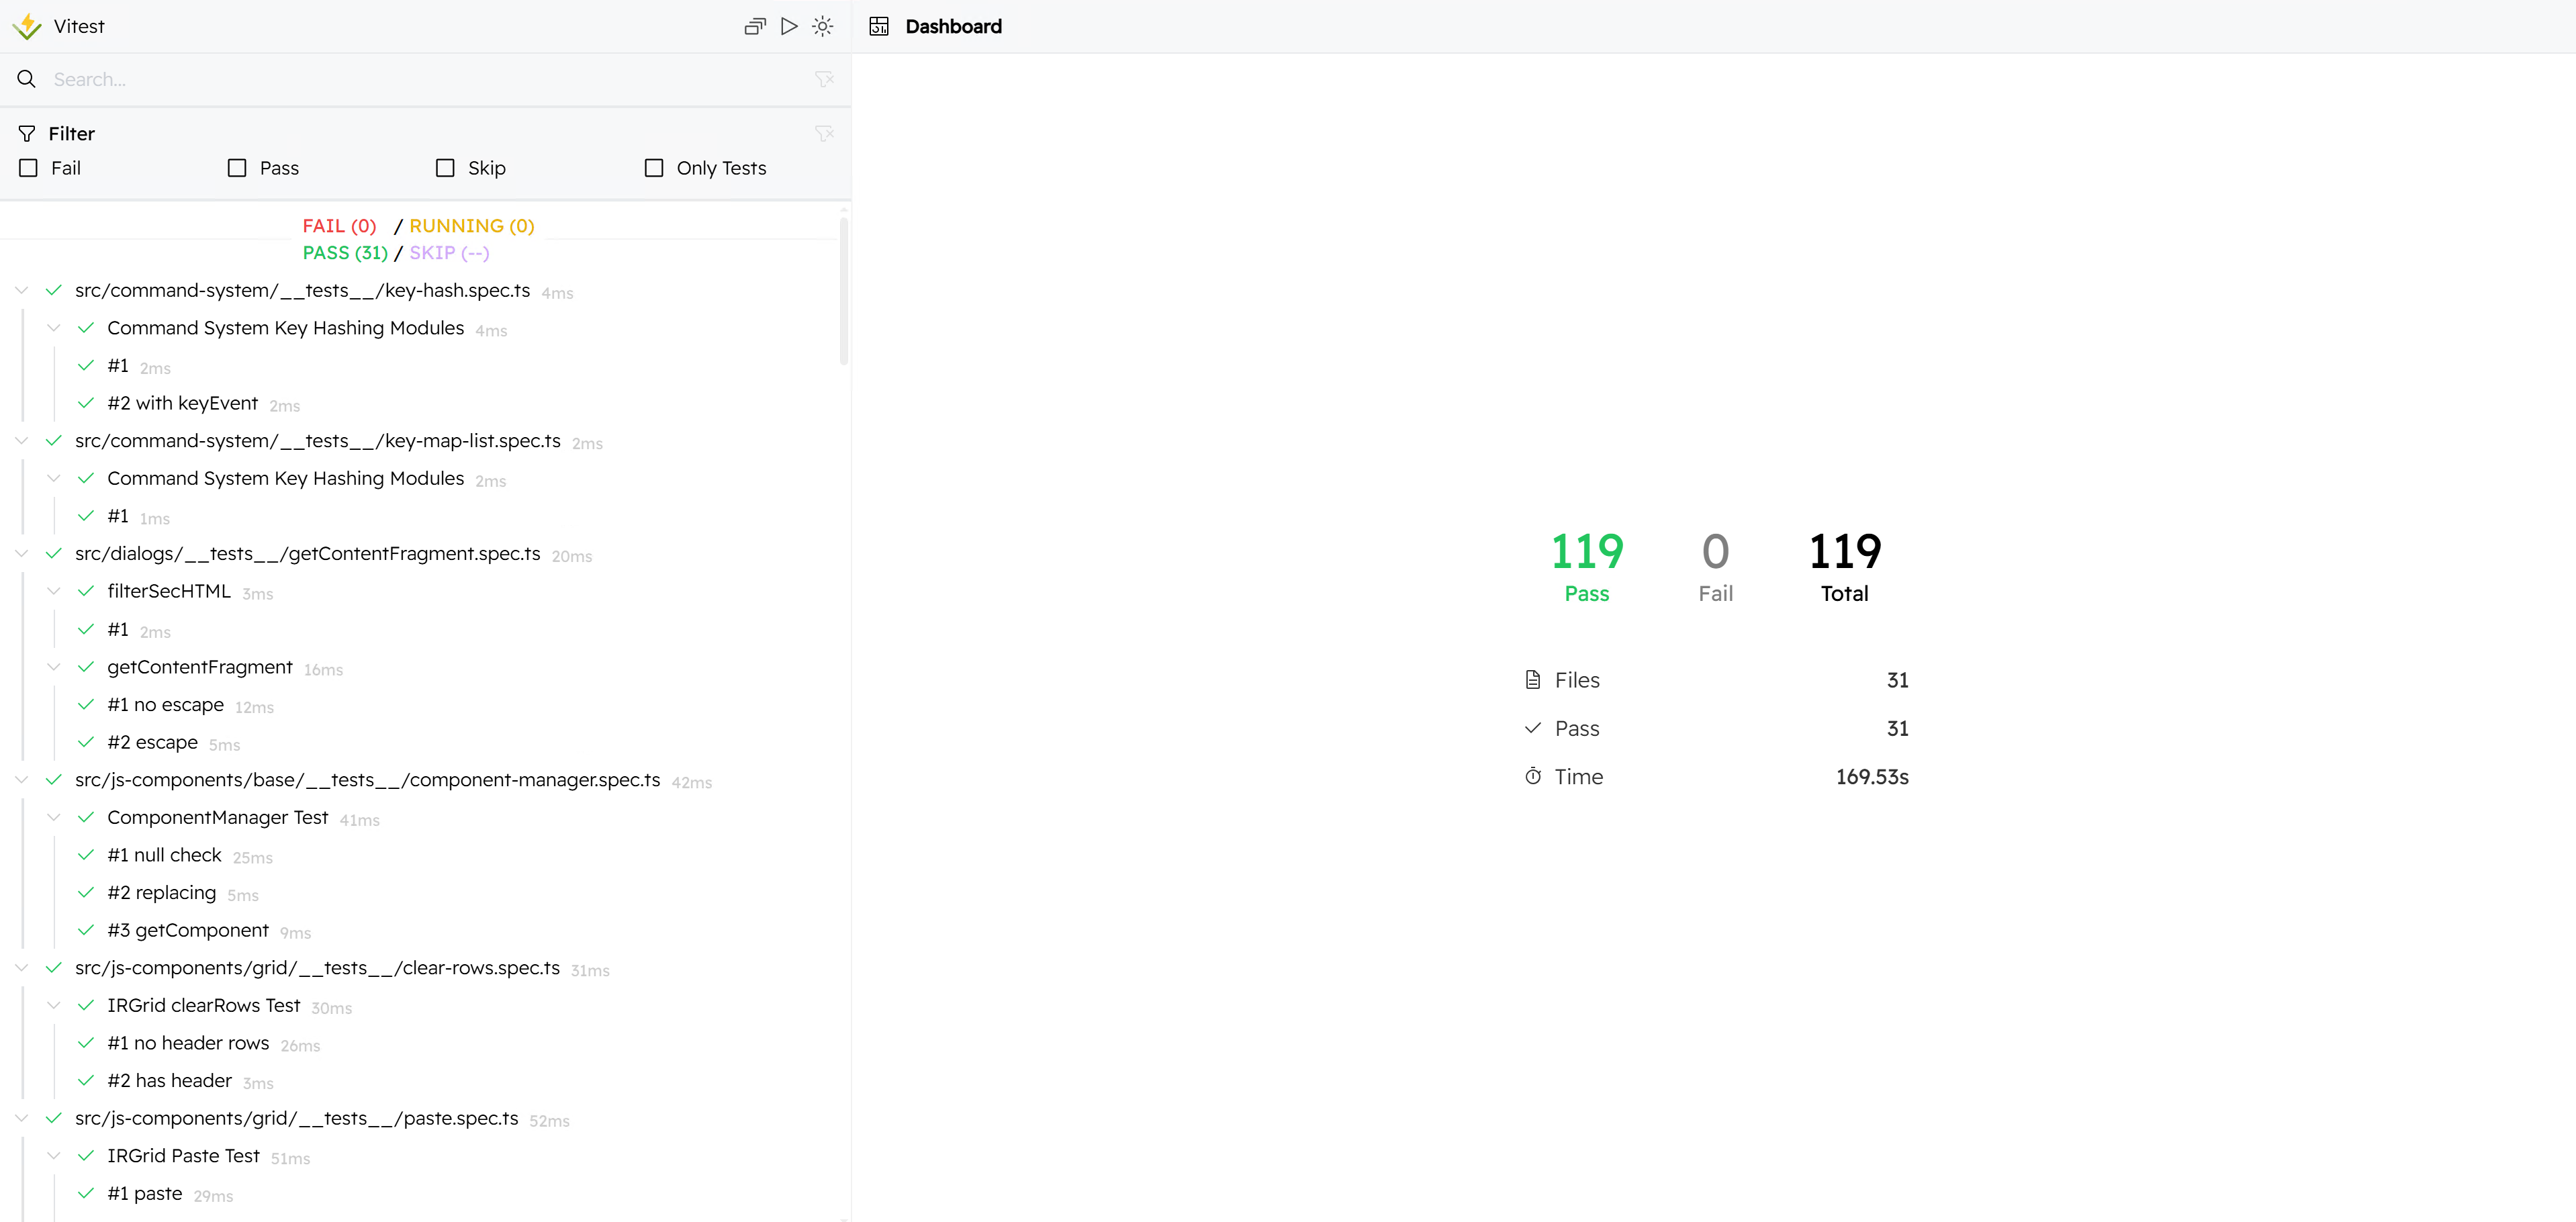 Vitest
Search...
Filter
Fail Pass Skip Only Tests
FAIL (0) / RUNNING (0)
PASS (31) / SKIP (--)
src/command-system/__tests__/key-hash.spec.ts 4ms
Command System Key Hashing Modules 4ms
#1 2ms
#2 with keyEvent 2ms
src/command-system/__tests__/key-map-list.spec.ts 2ms
Command System Key Hashing Modules 2ms
#1 1ms
src/dialogs/__tests__/getContentFragment.spec.ts 20ms
filterSecHTML 3ms
#1 2ms
getContentFragment 16ms
#1 no escape 12ms
#2 escape 5ms
src/js-components/base/__tests__/component-manager.spec.ts 42ms
ComponentManager Test 41ms
#1 null check 25ms
#2 replacing 5ms
#3 getComponent 9ms
src/js-components/grid/__tests__/clear-rows.spec.ts 31ms
IRGrid clearRows Test 30ms
#1 no header rows 26ms
#2 has header 3ms
src/js-components/grid/__tests__/paste.spec.ts 52ms
IRGrid Paste Test 51ms
#1 paste 29ms
Dashboard
119 0 119
Pass Fail Total
Files 31
Pass 31
Time 169.53s